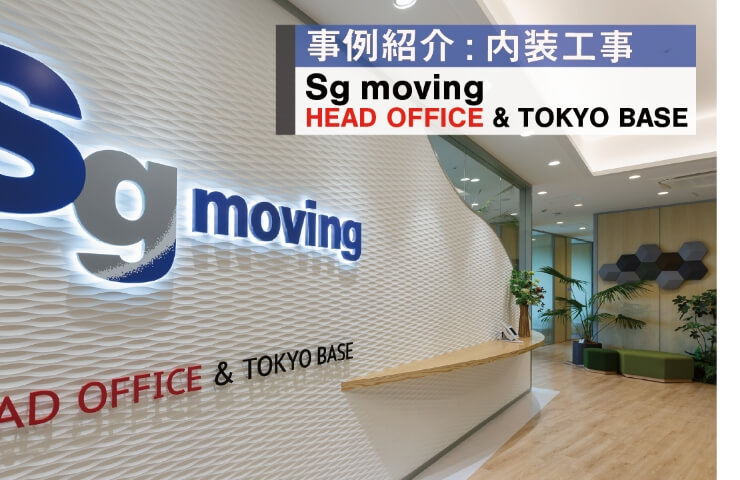 事例紹介 : 内装工事
Sg moving
HEAD OFFICE & TOKYO BASE
Sg moving
EAD OFFICE & TOKYO BASE